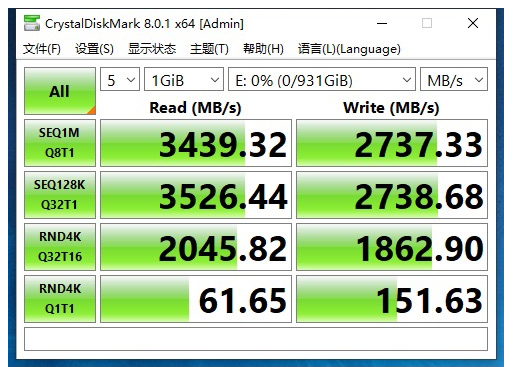 CrystalDiskMark 8.0.1 x64 [Admin]
文件(F) 设置(S) 显示状态 主题(T) 帮助(H) 语言(L)(Language)
All 5 1GiB E: 0% (0/931GiB) MB/s
Read (MB/s) Write (MB/s)
SEQ1M
Q8T1 3439.32 2737.33
SEQ128K
Q32T1 3526.44 2738.68
RND4K
Q32T16 2045.82 1862.90
RND4K
Q1T1 61.65 151.63